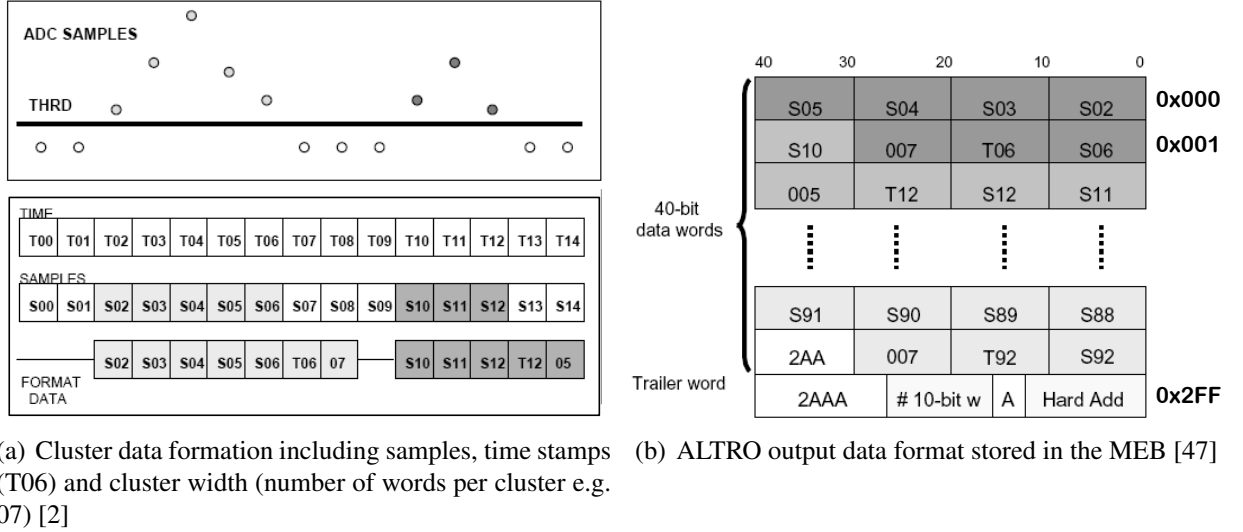 ADC SAMPLES
THRD
TIME
T00 T01 T02 T03 T04 T05 T06 T07 T08 T09 T10 T11 T12 T13 T14
SAMPLES
S00 S01 S02 S03 S04 S05 S06 S07 S08 S09 S10 S11 S12 S13 S14
S02 S03 S04 S05 S06 T06 07 S10 S11 S12 T12 05
FORMAT
DATA
(a) Cluster data formation including samples, time stamps
(T06) and cluster width (number of words per cluster e.g.
07) [2]
40 30 20 10 0
S05 S04 S03 S02 0x000
S10 007 T06 S06 0x001
005 T12 S12 S11
40-bit
data words
S91 S90 S89 S88
2AA 007 T92 S92
Trailer word
2AAA # 10-bit w A Hard Add 0x2FF
(b) ALTRO output data format stored in the MEB [47]